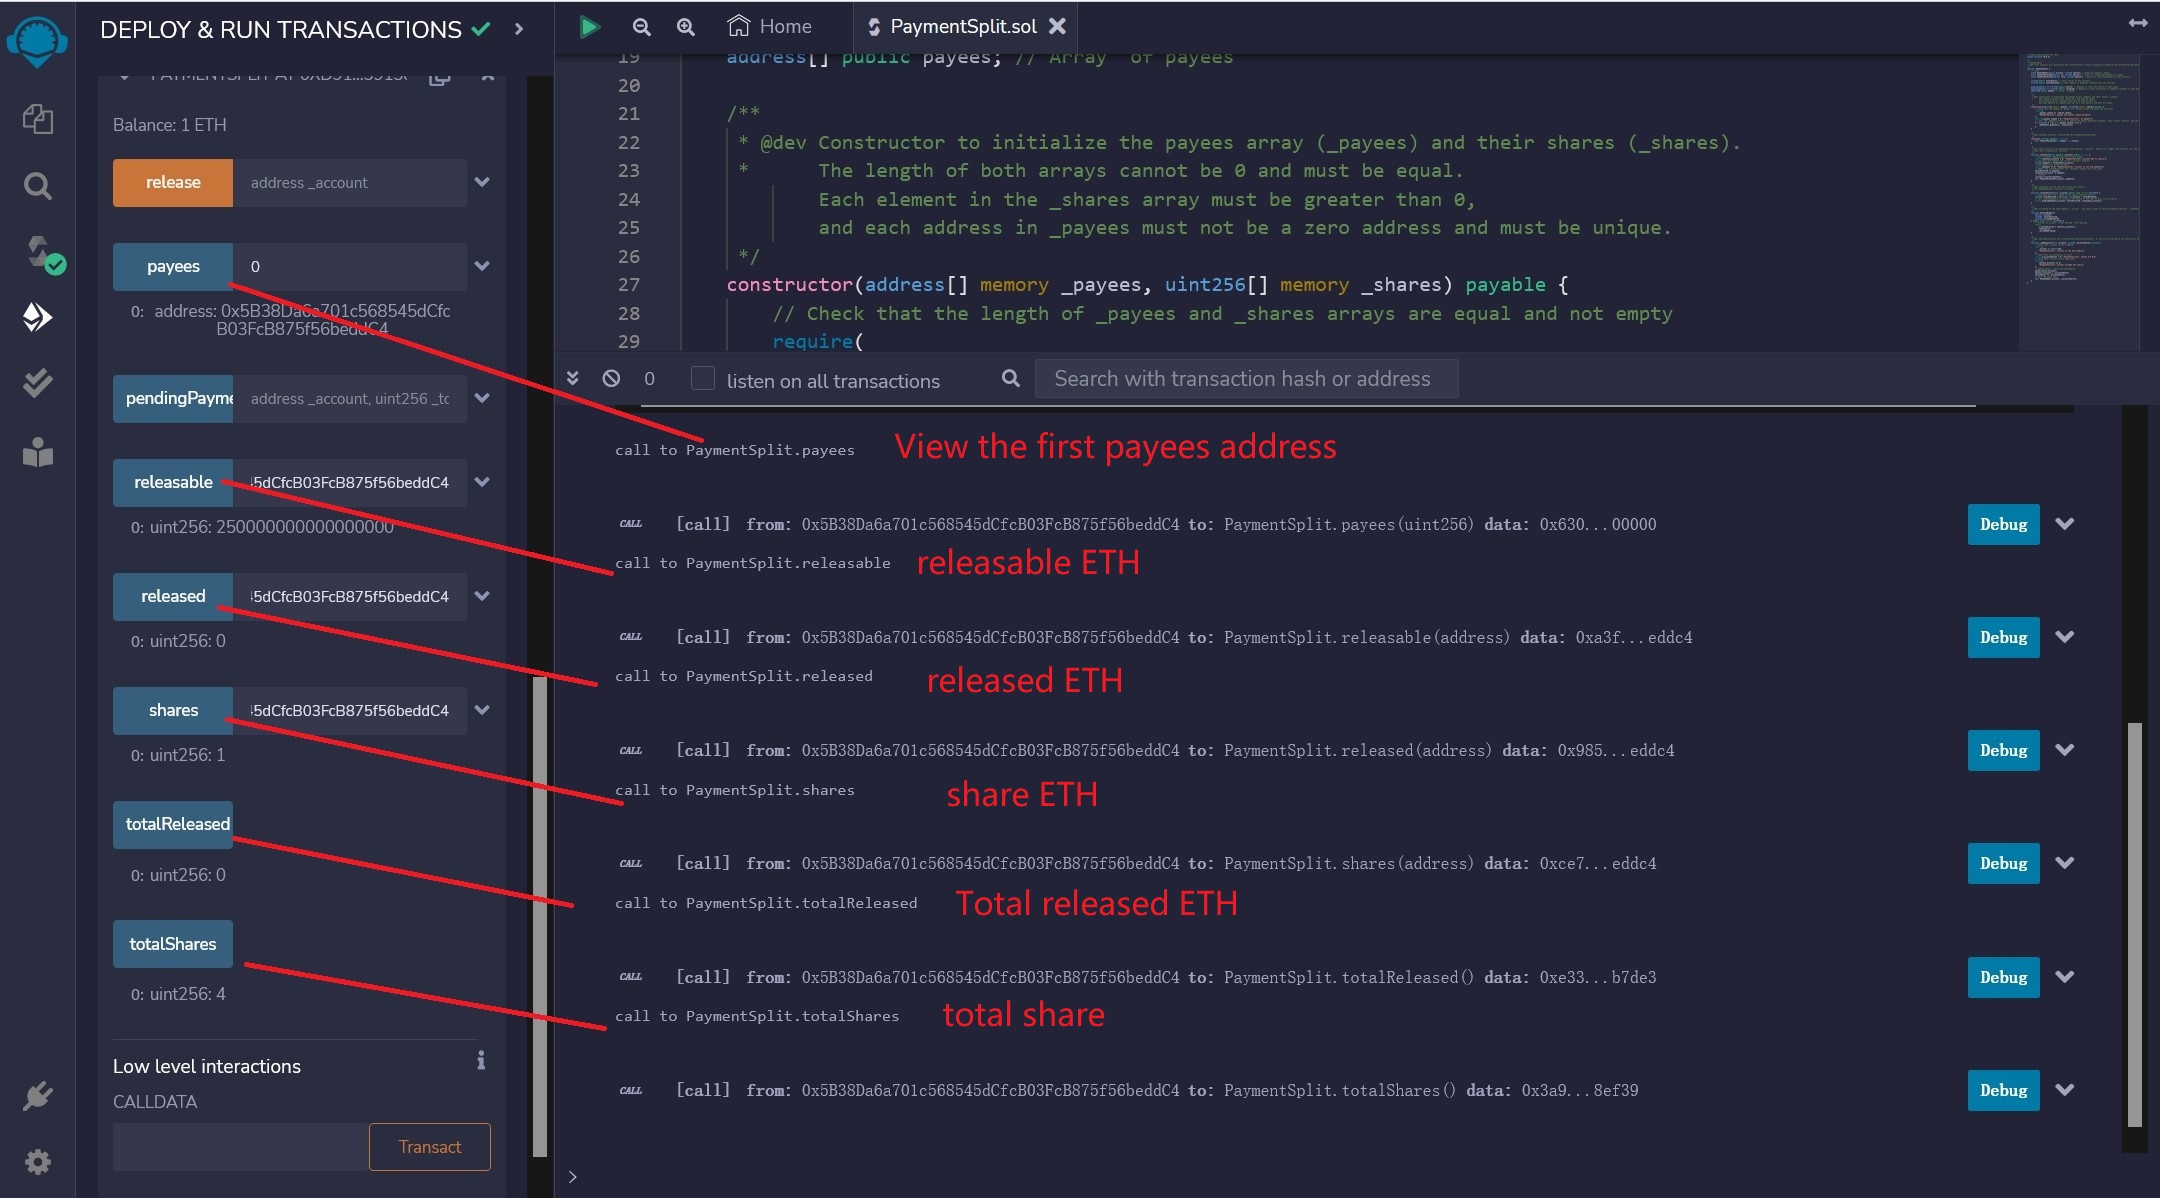 DEPLOY & RUN TRANSACTIONS
Balance: 1 ETH
release address _account
payees 0
0: address: 0x5B38Da6a701c568545dCfc
B03FcB875f56beddC4
pendingPayme address _account, uint256 _tc
releasable 45dCfcB03FcB875f56beddC4
0: uint256: 250000000000000000
released 45dCfcB03FcB875f56beddC4
0: uint256: 0
shares 45dCfcB03FcB875f56beddC4
0: uint256: 1
totalReleased
0: uint256: 0
totalShares
0: uint256: 4
Low level interactions
CALLDATA
Transact
Home PaymentSplit.sol
19 address[] public payees; // Array of payees
20
21 /**
22 * @dev Constructor to initialize the payees array (_payees) and their shares (_shares).
23 * The length of both arrays cannot be 0 and must be equal.
24 Each element in the _shares array must be greater than 0,
25 and each address in _payees must not be a zero address and must be unique.
26 */
27 constructor(address[] memory _payees, uint256[] memory _shares) payable {
28 // Check that the length of _payees and _shares arrays are equal and not empty
29 require(
0 listen on all transactions Search with transaction hash or address
call to PaymentSplit.payees View the first payees address
CALL [call] from: 0x5B38Da6a701c568545dCfcB03FcB875f56beddC4 to: PaymentSplit.payees(uint256) data: 0x630...00000 Debug
call to PaymentSplit.releasable releasable ETH
CALL [call] from: 0x5B38Da6a701c568545dCfcB03FcB875f56beddC4 to: PaymentSplit.releasable(address) data: 0xa3f...eddc4 Debug
call to PaymentSplit.released released ETH
CALL [call] from: 0x5B38Da6a701c568545dCfcB03FcB875f56beddC4 to: PaymentSplit.released(address) data: 0x985...eddc4 Debug
call to PaymentSplit.shares share ETH
CALL [call] from: 0x5B38Da6a701c568545dCfcB03FcB875f56beddC4 to: PaymentSplit.shares(address) data: 0xce7...eddc4 Debug
call to PaymentSplit.totalReleased Total released ETH
CALL [call] from: 0x5B38Da6a701c568545dCfcB03FcB875f56beddC4 to: PaymentSplit.totalReleased() data: 0xe33...b7de3 Debug
call to PaymentSplit.totalShares total share
CALL [call] from: 0x5B38Da6a701c568545dCfcB03FcB875f56beddC4 to: PaymentSplit.totalShares() data: 0x3a9...8ef39 Debug
>